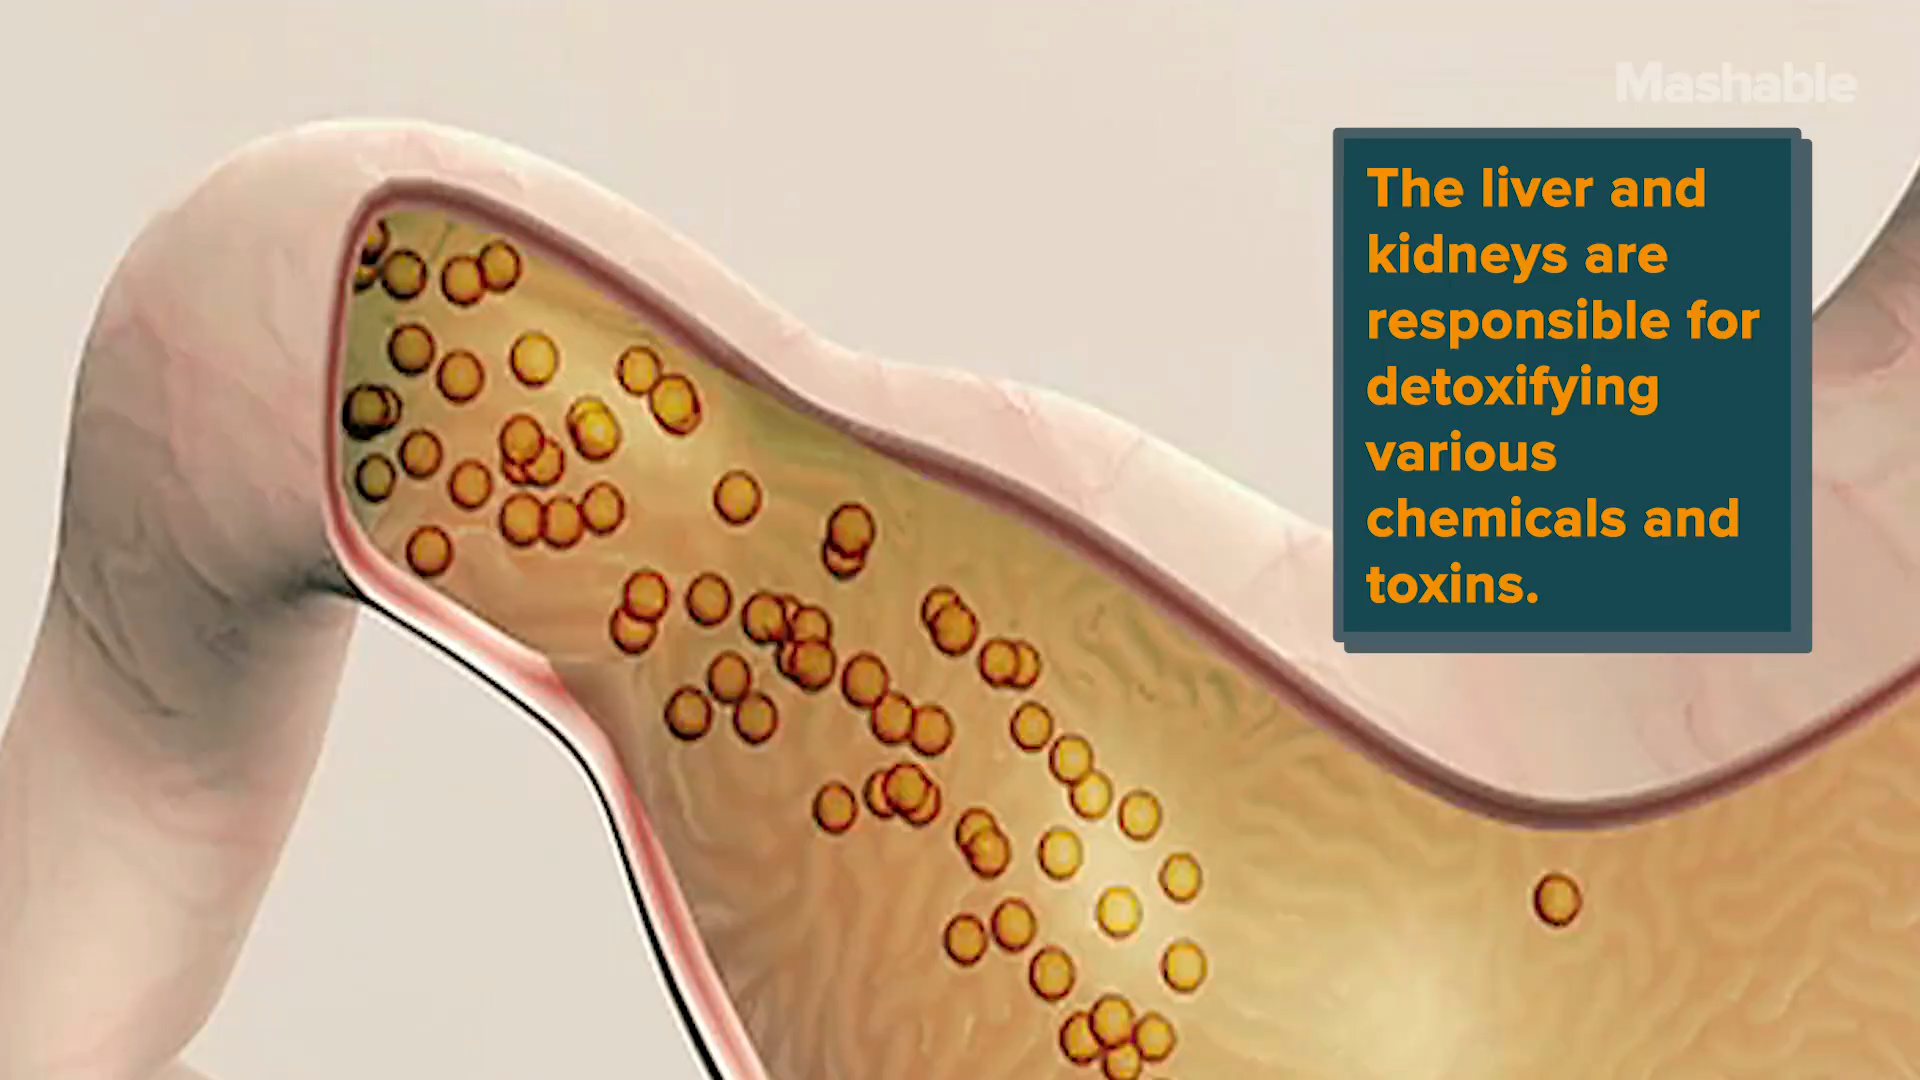 Mashable
The liver and
kidneys are
responsible for
detoxifying
various
chemicals and
toxins.